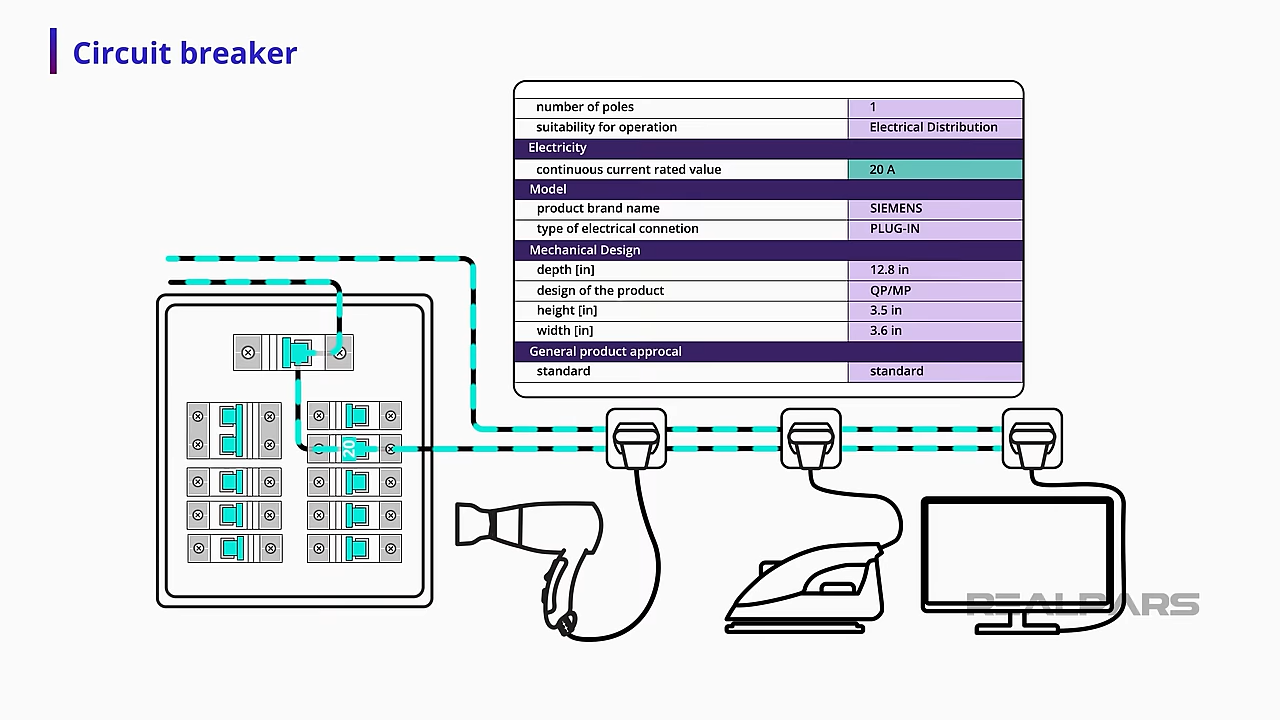 Circuit breaker
number of poles 1
suitability for operation Electrical Distribution
Electricity
continuous current rated value 20 A
Model
product brand name SIEMENS
type of electrical connetion PLUG-IN
Mechanical Design
depth [in] 12.8 in
design of the product QP/MP
height [in] 3.5 in
width [in] 3.6 in
General product approcal
standard standard
20
REALPARS